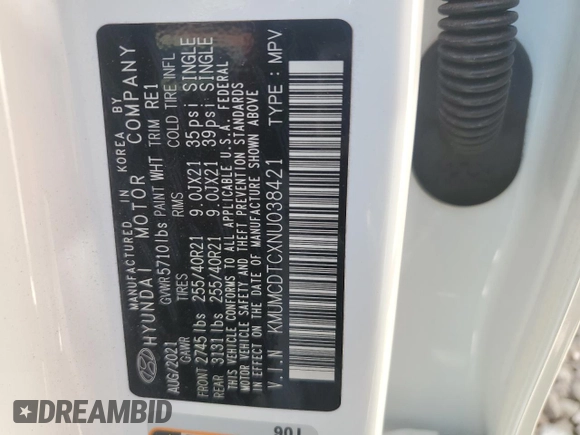 MANUFACTURED IN KOREA BY
HYUNDAI MOTOR COMPANY
AUG/2021 GVWR5710lbs PAINT WHT TRIM RE1
GAWR TIRES RIMS COLD TIRE INFL
FRONT 2745lbs 255/40R21 9.0JX21 35psi SINGLE
REAR 3131lbs 255/40R21 9.0JX21 39psi SINGLE
THIS VEHICLE CONFORMS TO ALL APPLICABLE U.S.A. FEDERAL
MOTOR VEHICLE SAFETY AND THEFT PREVENTION STANDARDS
IN EFFECT ON THE DATE OF MANUFACTURE SHOWN ABOVE
V.I.N KMUMCDTCXNU038421 TYPE : MPV
DREAMBID